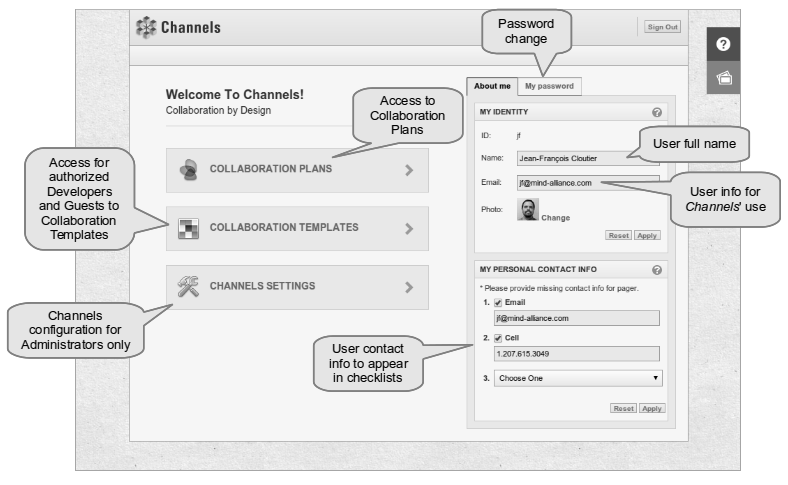 Channels
Sign Out
Password
change
?
Welcome To Channels!
Collaboration by Design
Access to
Collaboration
Plans
COLLABORATION PLANS
Access for
authorized
Developers
and Guests to
Collaboration
Templates
COLLABORATION TEMPLATES
CHANNELS SETTINGS
Channels
configuration for
Administrators only
About me
My password
MY IDENTITY
?
ID: jf
Name: Jean-François Cloutier
User full name
Email: jf@mind-alliance.com
User info for
Channels' use
Photo: Change
Reset Apply
MY PERSONAL CONTACT INFO
?
* Please provide missing contact info for pager.
1. Email
jf@mind-alliance.com
2. Cell
1.207.615.3049
User contact
info to appear
in checklists
3. Choose One
Reset Apply